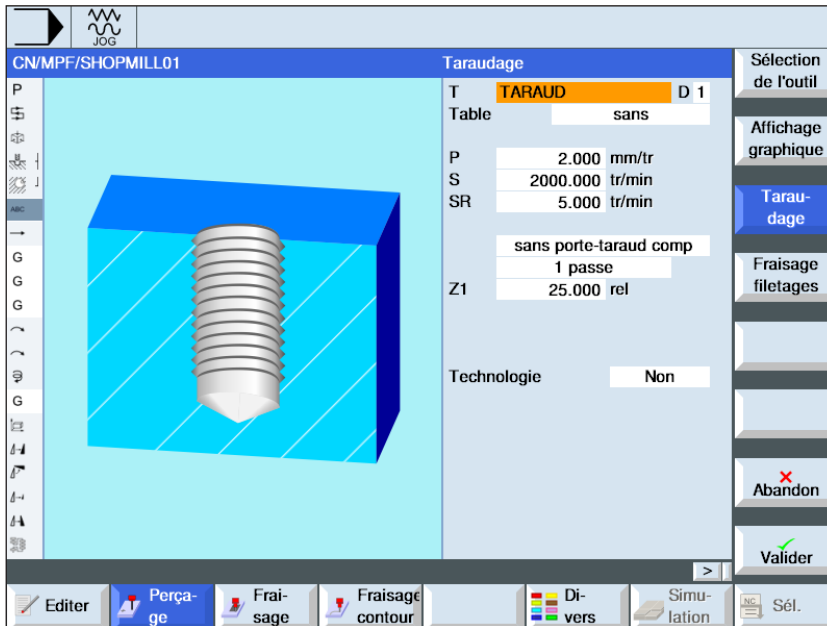 JOG
CN/MPF/SHOPMILL01
Taraudage
T TARAUD D 1
Table sans
P 2.000 mm/tr
S 2000.000 tr/min
SR 5.000 tr/min
sans porte-taraud comp
1 passe
Z1 25.000 rel
Technologie Non
P
ABC
G
G
G
G
Sélection
de l'outil
Affichage
graphique
Tarau-
dage
Fraisage
filetages
Abandon
Valider
>
Editer
Perça-
ge
Frai-
sage
Fraisage
contour
Di-
vers
Simu-
lation
NC
Sél.